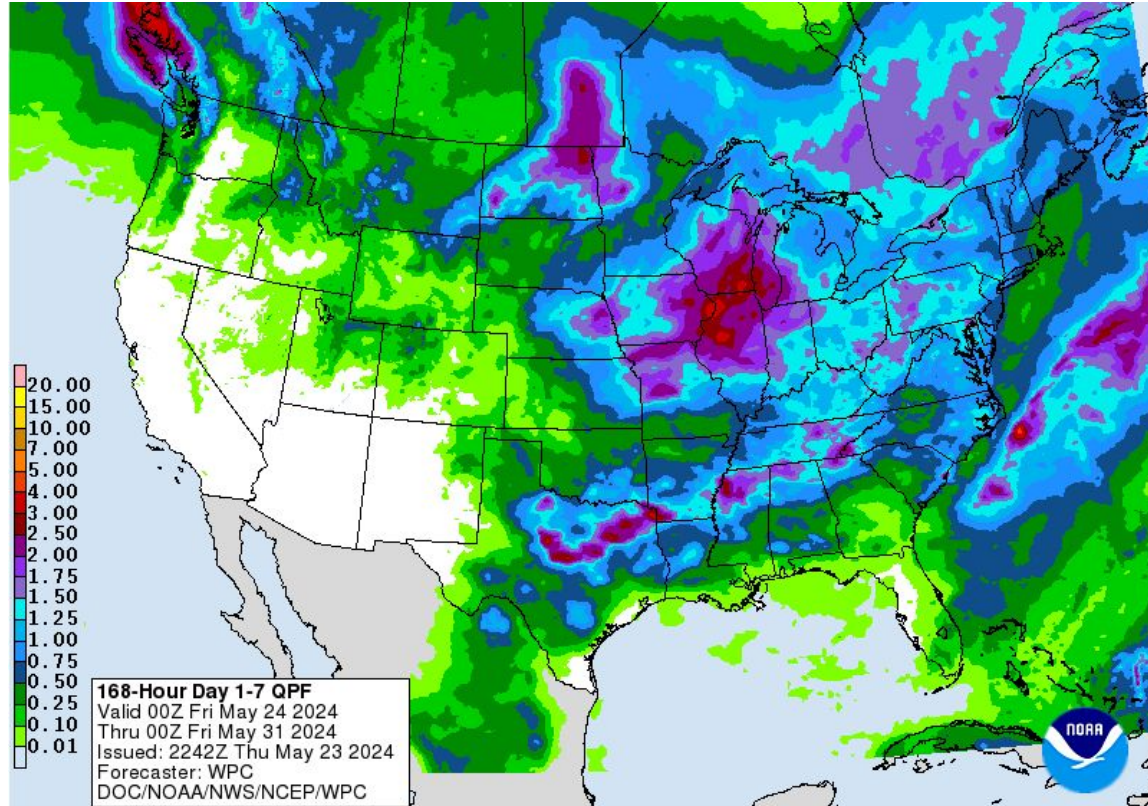 20.00
15.00
10.00
7.00
5.00
4.00
3.00
2.50
2.00
1.75
1.50
1.25
1.00
0.75
0.50
0.25
0.10
0.01
168-Hour Day 1-7 QPF
Valid 00Z Fri May 24 2024
Thru 00Z Fri May 31 2024
Issued: 2242Z Thu May 23 2024
Forecaster: WPC
DOC/NOAA/NWS/NCEP/WPC
NOAA